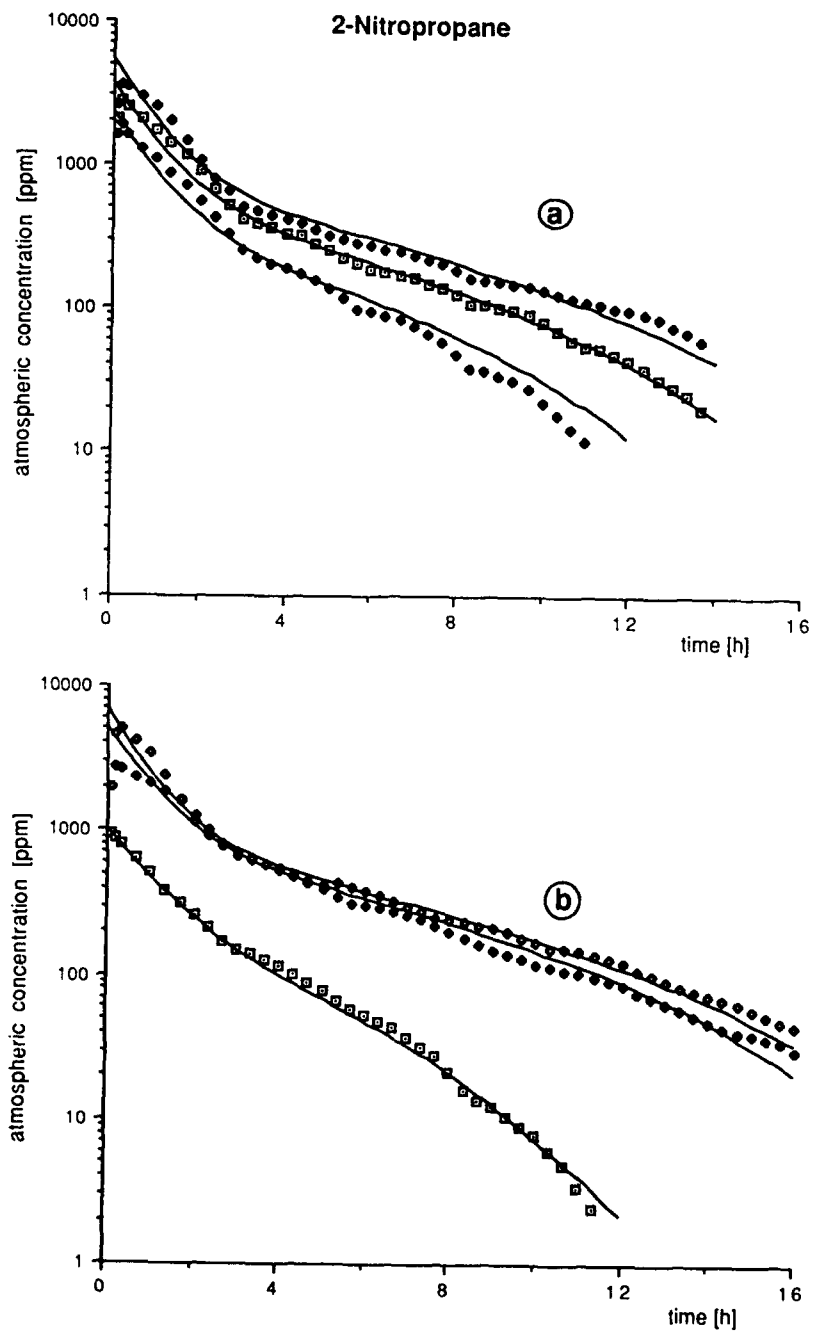 2-Nitropropane
10000
1000
100
10
1
atmospheric concentration [ppm]
a
0
4
8
12
16
time [h]
10000
1000
100
10
1
atmospheric concentration [ppm]
b
0
4
8
12
16
time [h]